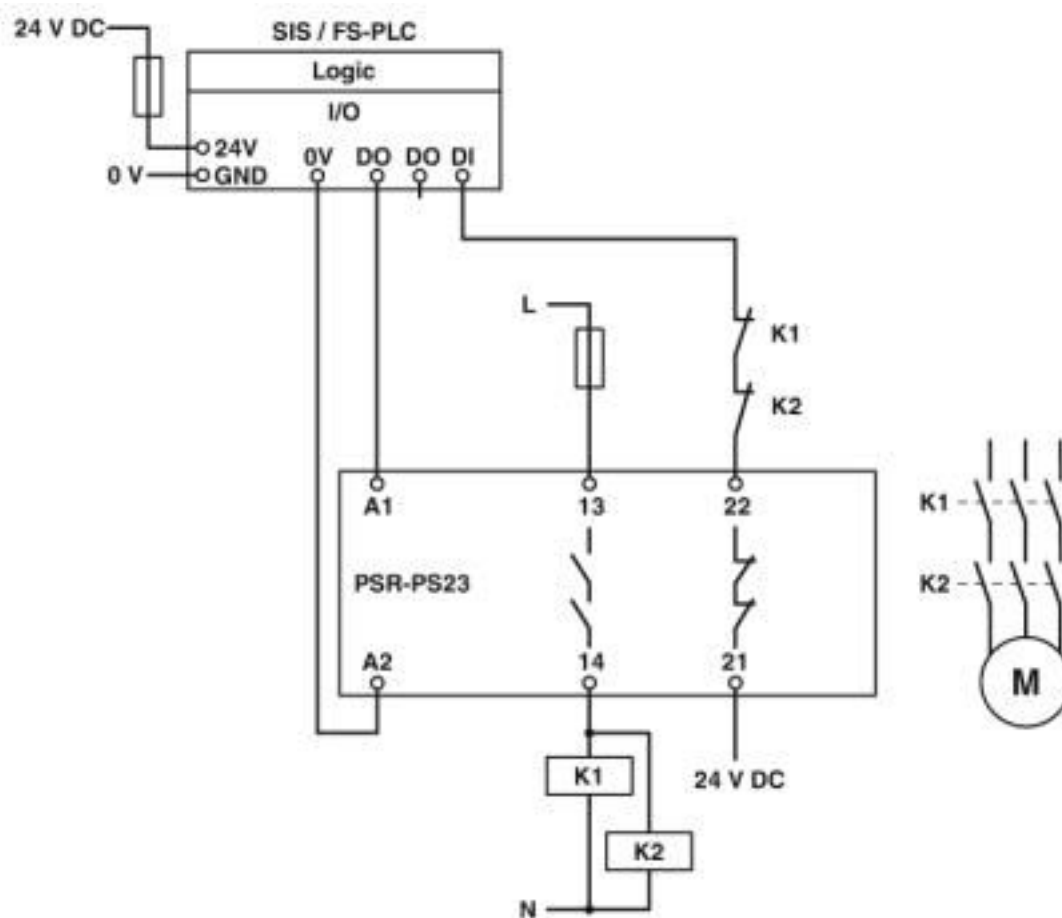 24 V DC
SIS / FS-PLC
Logic
I/O
24V
0V DO DO DI
0 V
GND
L
K1
K2
A1 13 22
PSR-PS23
A2 14 21
K1
K2
M
K1
24 V DC
K2
N